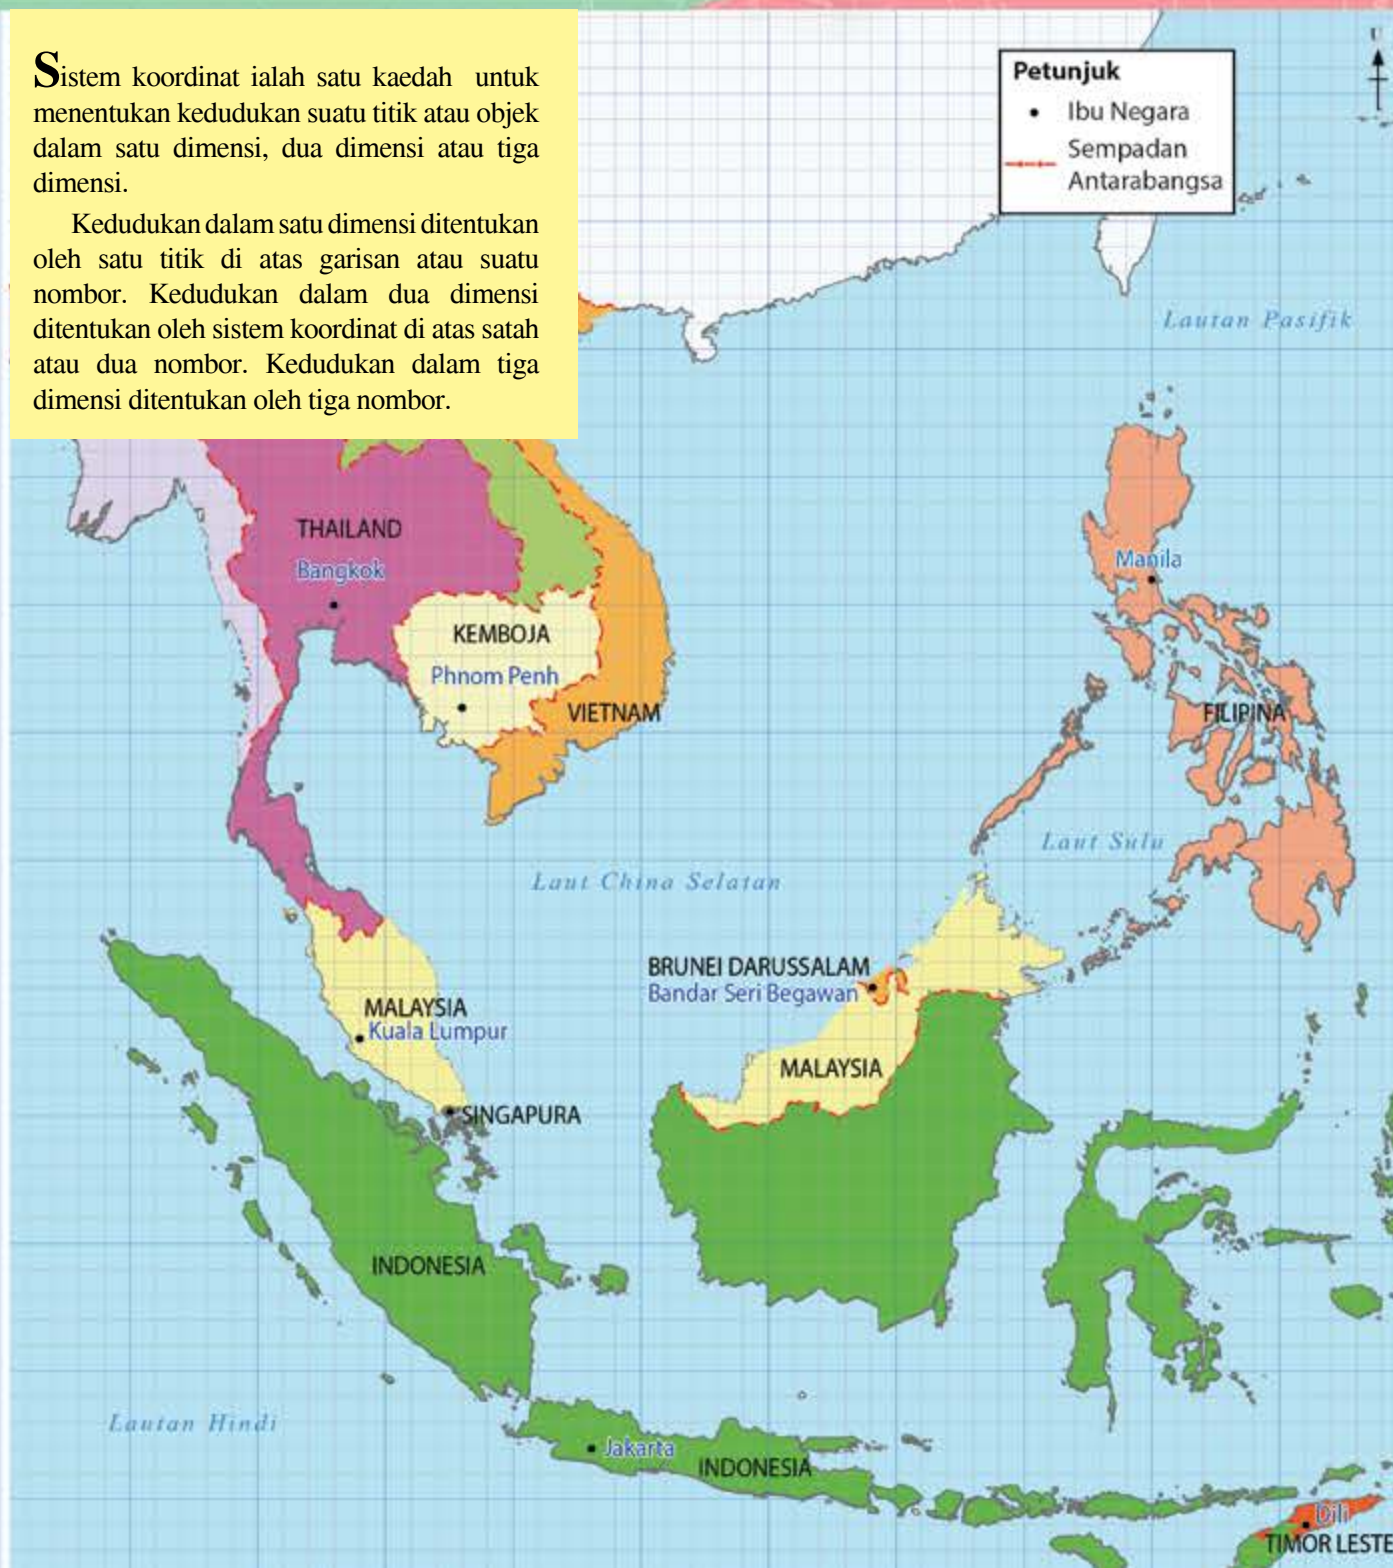 Sistem koordinat ialah satu kaedah untuk
menentukan kedudukan suatu titik atau objek
dalam satu dimensi, dua dimensi atau tiga
dimensi.
Kedudukan dalam satu dimensi ditentukan
oleh satu titik di atas garisan atau suatu
nombor. Kedudukan dalam dua dimensi
ditentukan oleh sistem koordinat di atas satah
atau dua nombor. Kedudukan dalam tiga
dimensi ditentukan oleh tiga nombor.
U
Petunjuk
Ibu Negara
Sempadan
Antarabangsa
Lautan Pasifik
THAILAND
Bangkok
Manila
KEMBOJA
Phnom Penh
VIETNAM
FILIPINA
Laut Sulu
Laut China Selatan
BRUNEI DARUSSALAM
Bandar Seri Begawan
MALAYSIA
Kuala Lumpur
MALAYSIA
SINGAPURA
INDONESIA
Lautan Hindi
Jakarta
INDONESIA
Dili
TIMOR LESTE